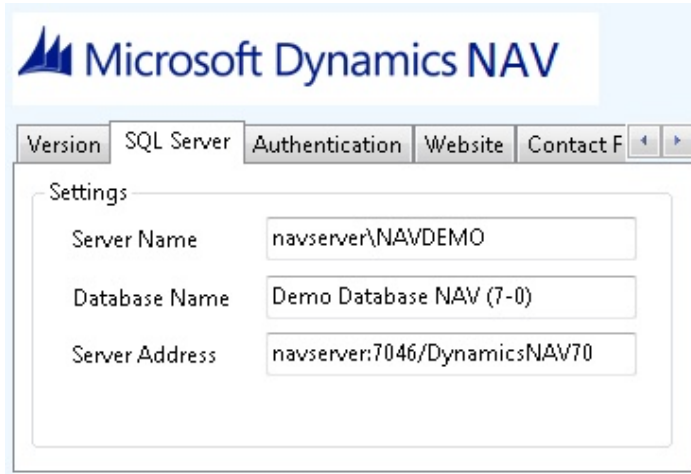 Microsoft Dynamics NAV
Version SQL Server Authentication Website Contact F
Settings
Server Name navserver\NAVDEMO
Database Name Demo Database NAV (7-0)
Server Address navserver:7046/DynamicsNAV70